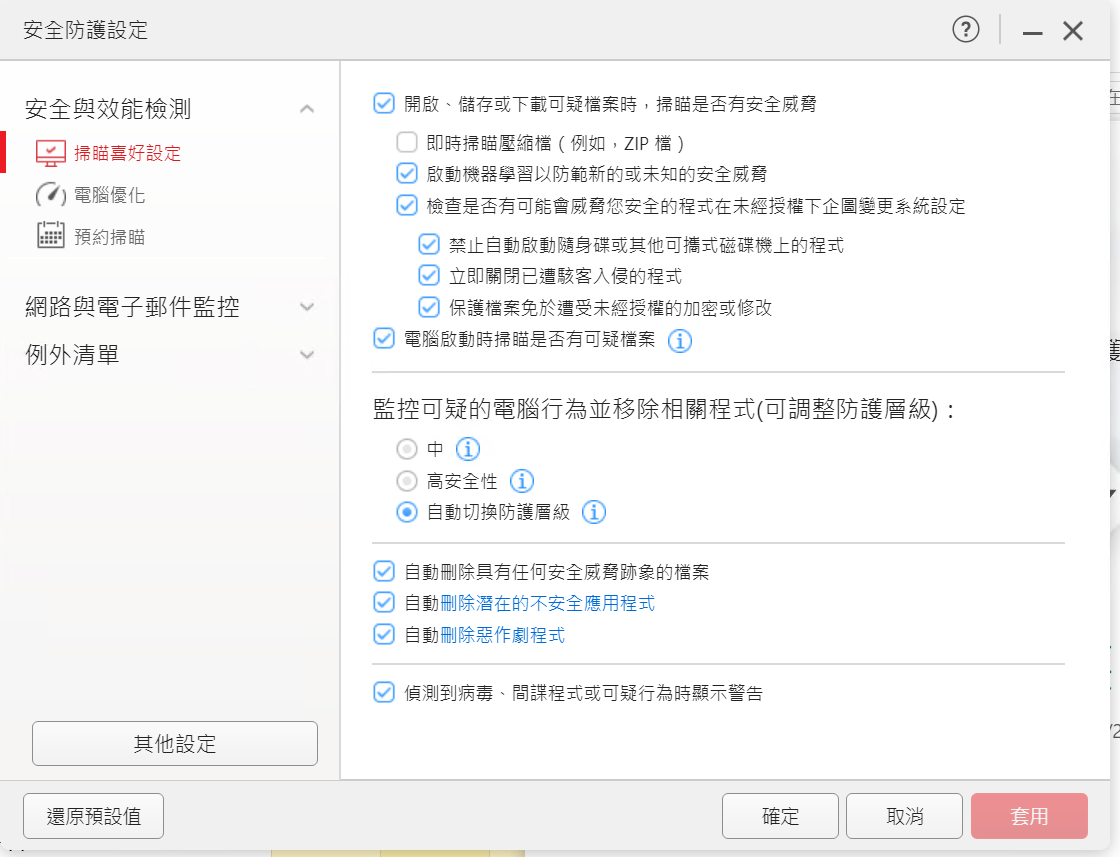 安全防護設定
安全與效能檢測
掃瞄喜好設定
電腦優化
預約掃瞄
網路與電子郵件監控
例外清單
其他設定
開啟、儲存或下載可疑檔案時，掃瞄是否有安全威脅
即時掃瞄壓縮檔 ( 例如，ZIP 檔 )
啟動機器學習以防範新的或未知的安全威脅
檢查是否有可能會威脅您安全的程式在未經授權下企圖變更系統設定
禁止自動啟動隨身碟或其他可攜式磁碟機上的程式
立即關閉已遭駭客入侵的程式
保護檔案免於遭受未經授權的加密或修改
電腦啟動時掃瞄是否有可疑檔案
監控可疑的電腦行為並移除相關程式(可調整防護層級)：
中
高安全性
自動切換防護層級
自動刪除具有任何安全威脅跡象的檔案
自動刪除潛在的不安全應用程式
自動刪除惡作劇程式
偵測到病毒、間諜程式或可疑行為時顯示警告
還原預設值
確定
取消
套用